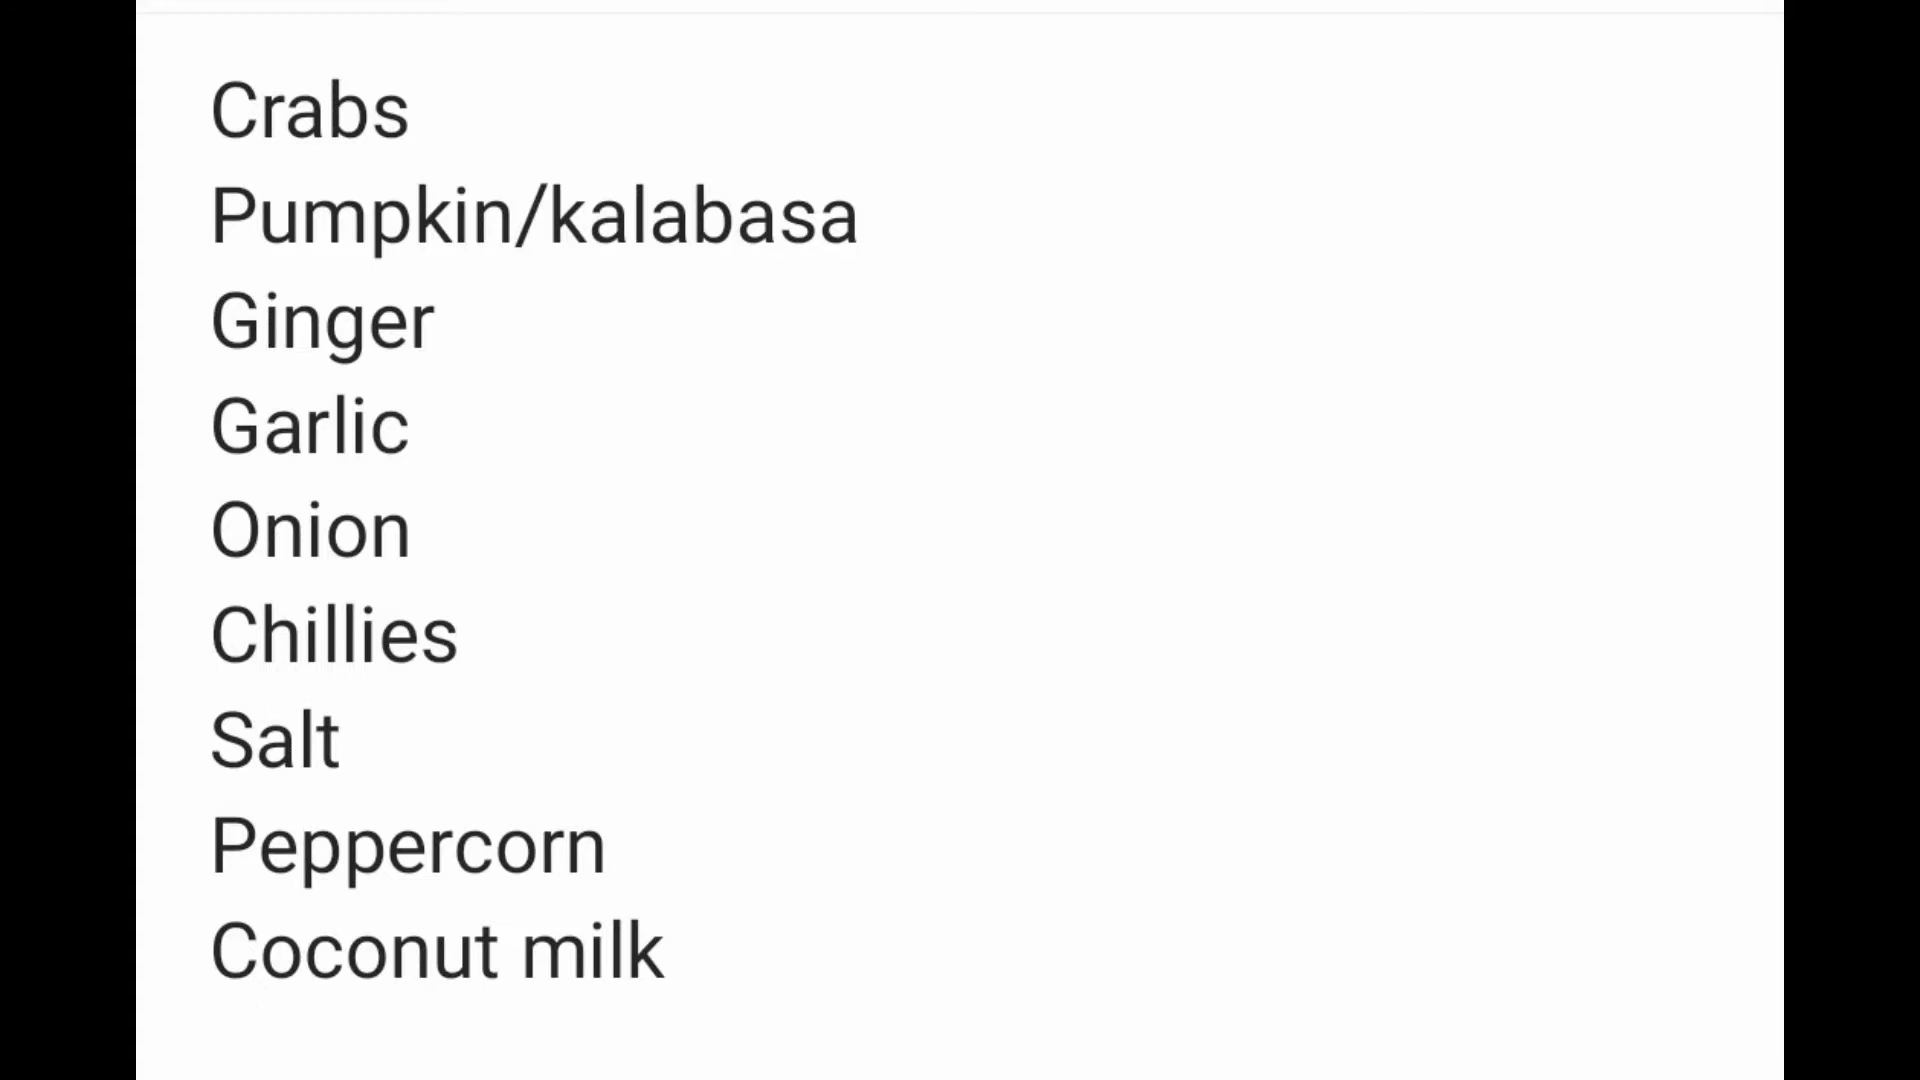 Crabs
Pumpkin/kalabasa
Ginger
Garlic
Onion
Chillies
Salt
Peppercorn
Coconut milk